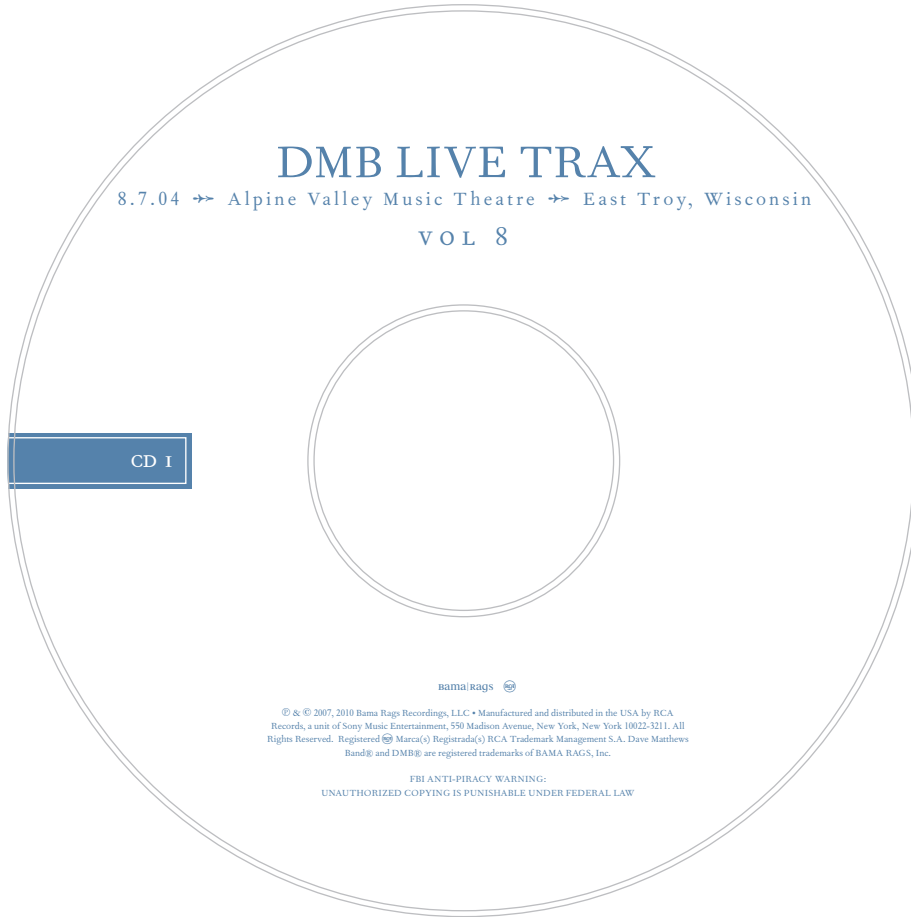 DMB LIVE TRAX
8.7.04 ➳ Alpine Valley Music Theatre ➳ East Troy, Wisconsin
VOL 8
CD 1
Bama|Rags RCA
℗ & © 2007, 2010 Bama Rags Recordings, LLC • Manufactured and distributed in the USA by RCA
Records, a unit of Sony Music Entertainment, 550 Madison Avenue, New York, New York 10022-3211. All
Rights Reserved. Registered RCA Marca(s) Registrada(s) RCA Trademark Management S.A. Dave Matthews
Band® and DMB® are registered trademarks of BAMA RAGS, Inc.
FBI ANTI-PIRACY WARNING:
UNAUTHORIZED COPYING IS PUNISHABLE UNDER FEDERAL LAW